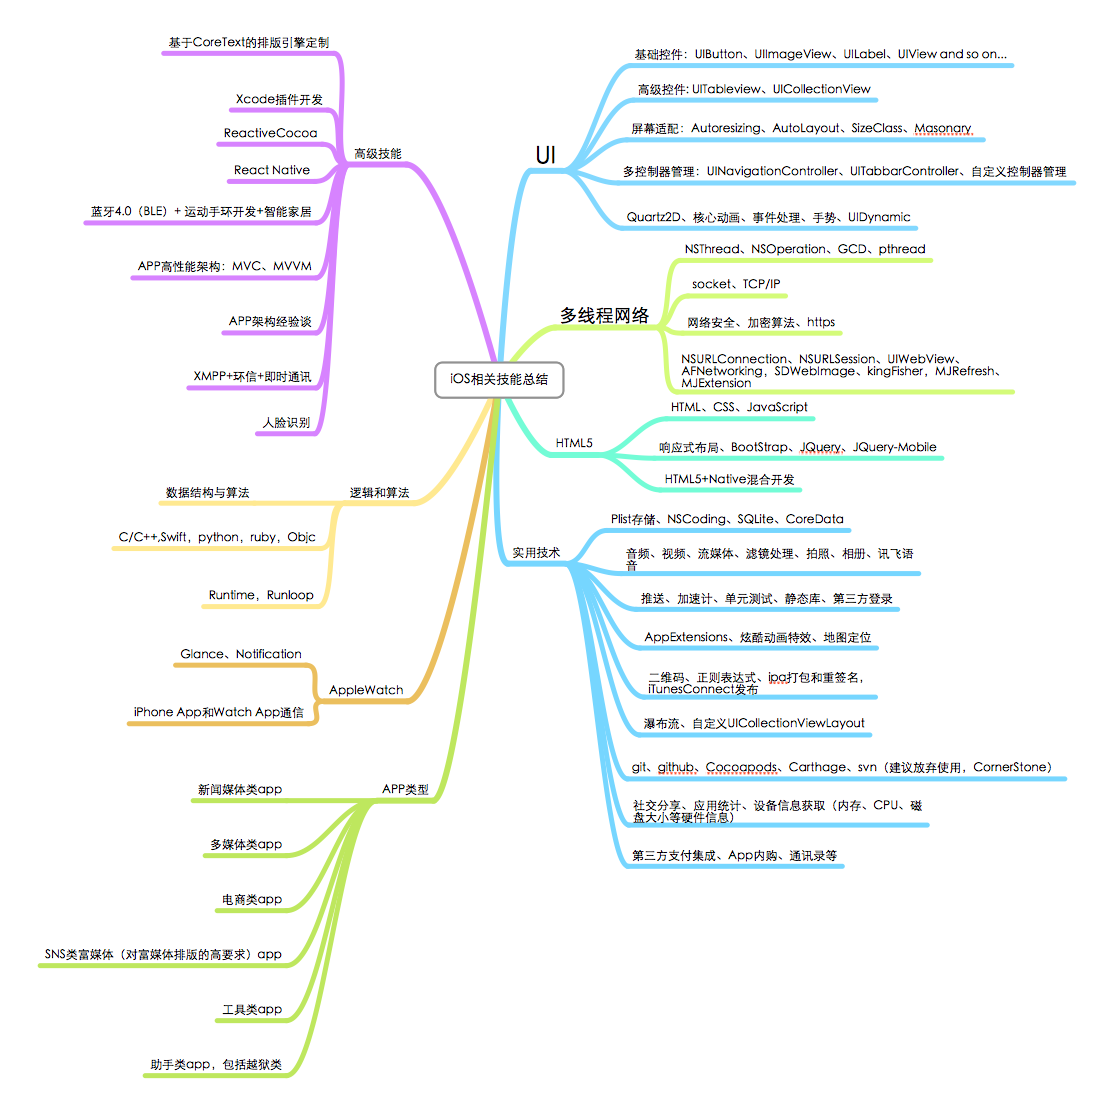 iOS相关技能总结
UI
基础控件：UIButton、UIImageView、UILabel、UIView and so on...
高级控件: UITableview、UICollectionView
屏幕适配：Autoresizing、AutoLayout、SizeClass、Masonary
多控制器管理：UINavigationController、UITabbarController、自定义控制器管理
Quartz2D、核心动画、事件处理、手势、UIDynamic
多线程网络
NSThread、NSOperation、GCD、pthread
socket、TCP/IP
网络安全、加密算法、https
NSURLConnection、NSURLSession、UIWebView、
AFNetworking，SDWebImage、kingFisher，MJRefresh、
MJExtension
HTML5
HTML、CSS、JavaScript
响应式布局、BootStrap、JQuery、JQuery-Mobile
HTML5+Native混合开发
实用技术
Plist存储、NSCoding、SQLite、CoreData
音频、视频、流媒体、滤镜处理、拍照、相册、讯飞语
音
推送、加速计、单元测试、静态库、第三方登录
AppExtensions、炫酷动画特效、地图定位
二维码、正则表达式、ipa打包和重签名，
iTunesConnect发布
瀑布流、自定义UICollectionViewLayout
git、github、Cocoapods、Carthage、svn（建议放弃使用，CornerStone）
社交分享、应用统计、设备信息获取（内存、CPU、磁
盘大小等硬件信息）
第三方支付集成、App内购、通讯录等
高级技能
基于CoreText的排版引擎定制
Xcode插件开发
ReactiveCocoa
React Native
蓝牙4.0（BLE）+ 运动手环开发+智能家居
APP高性能架构：MVC、MVVM
APP架构经验谈
XMPP+环信+即时通讯
人脸识别
逻辑和算法
数据结构与算法
C/C++,Swift，python，ruby，Objc
Runtime，Runloop
AppleWatch
Glance、Notification
iPhone App和Watch App通信
APP类型
新闻媒体类app
多媒体类app
电商类app
SNS类富媒体（对富媒体排版的高要求）app
工具类app
助手类app，包括越狱类